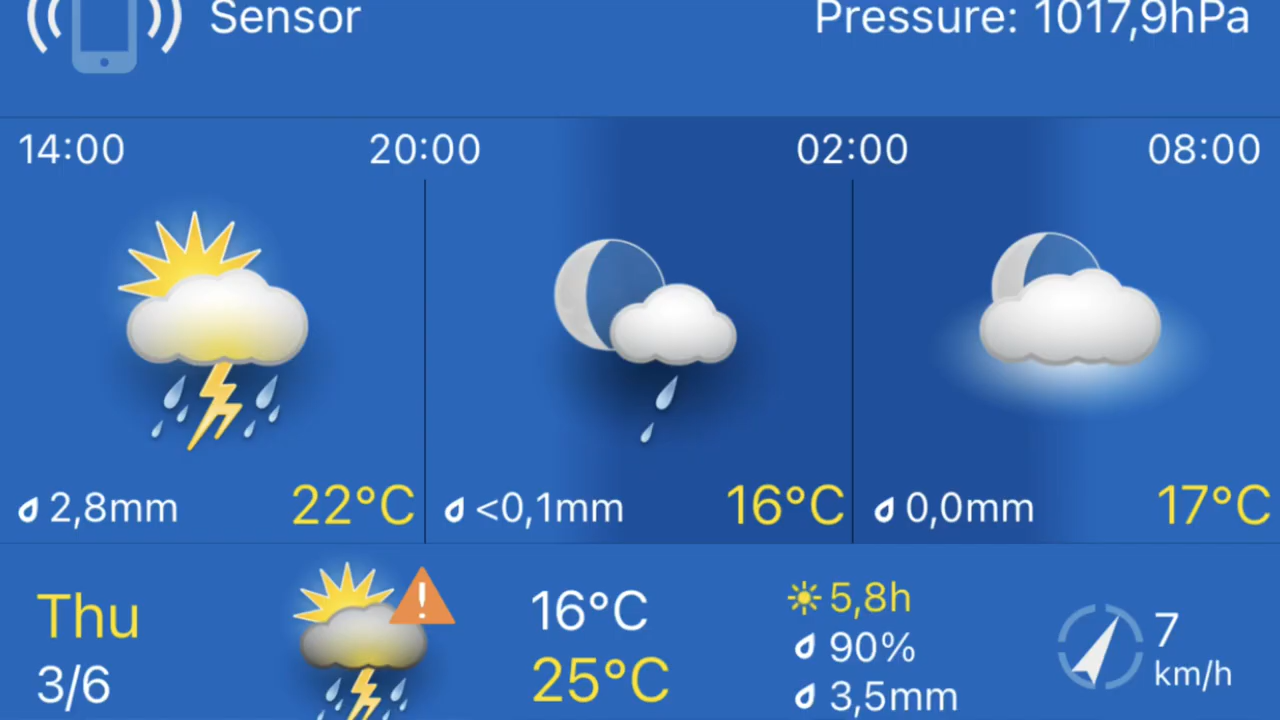 Sensor
Pressure: 1017,9hPa
14:00
20:00
02:00
08:00
2,8mm
22°C
<0,1mm
16°C
0,0mm
17°C
Thu
3/6
!
16°C
25°C
5,8h
90%
3,5mm
7
km/h